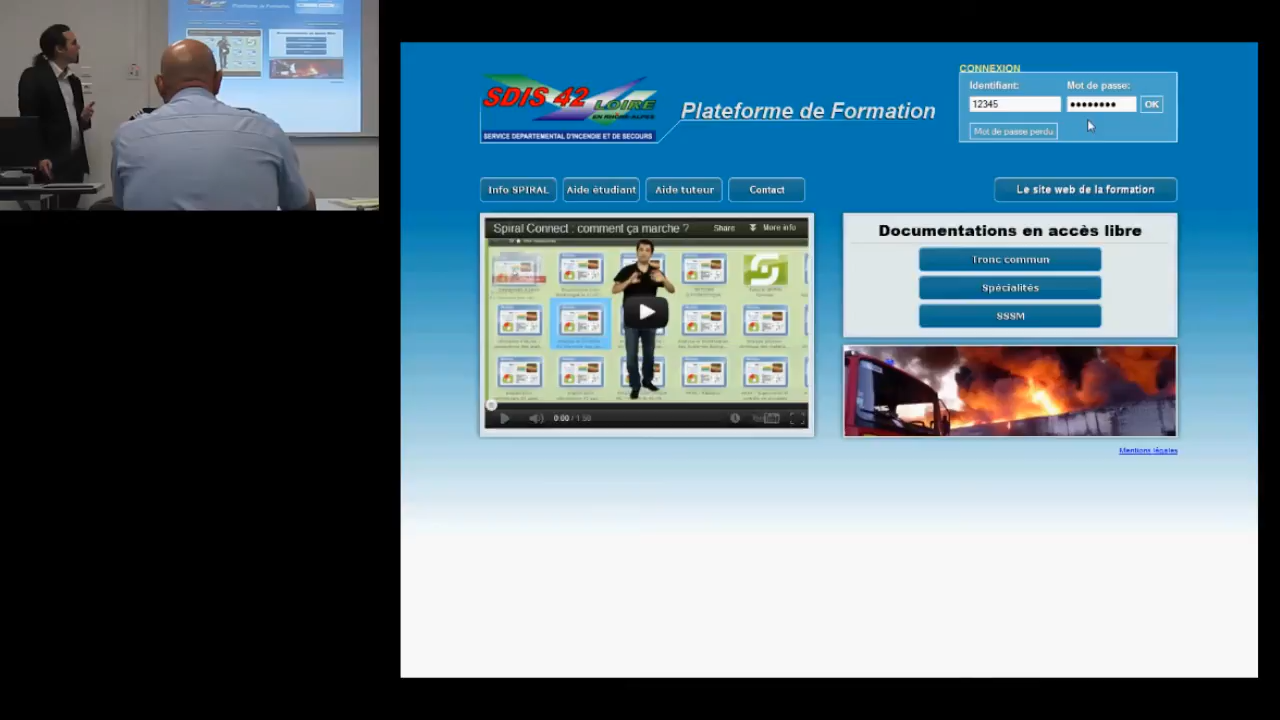 CONNEXION
Identifiant:
Mot de passe:
12345
••••••••
OK
Mot de passe perdu
SDIS 42
LOIRE
EN RHÔNE-ALPES
SERVICE DEPARTEMENTAL D'INCENDIE ET DE SECOURS
Plateforme de Formation
Info SPIRAL
Aide étudiant
Aide tuteur
Contact
Le site web de la formation
Spiral Connect : comment ça marche ?
Share
More info
0:00 / 1:50
Documentations en accès libre
Tronc commun
Spécialités
SSSM
Mentions légales